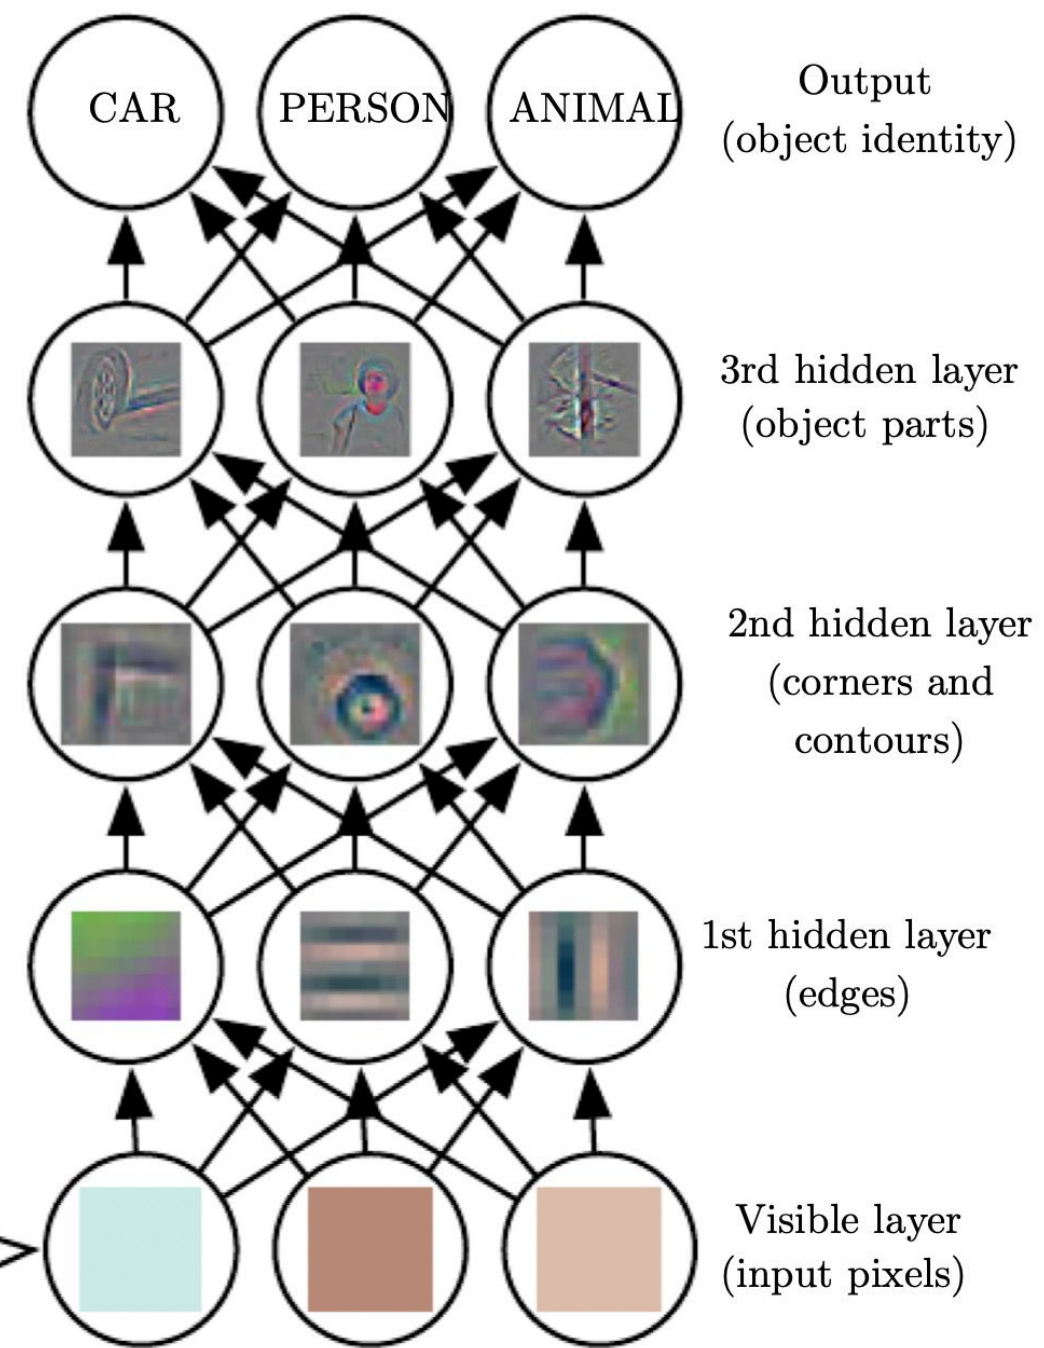 CAR PERSON ANIMAL
Output
(object identity)
3rd hidden layer
(object parts)
2nd hidden layer
(corners and
contours)
1st hidden layer
(edges)
Visible layer
(input pixels)